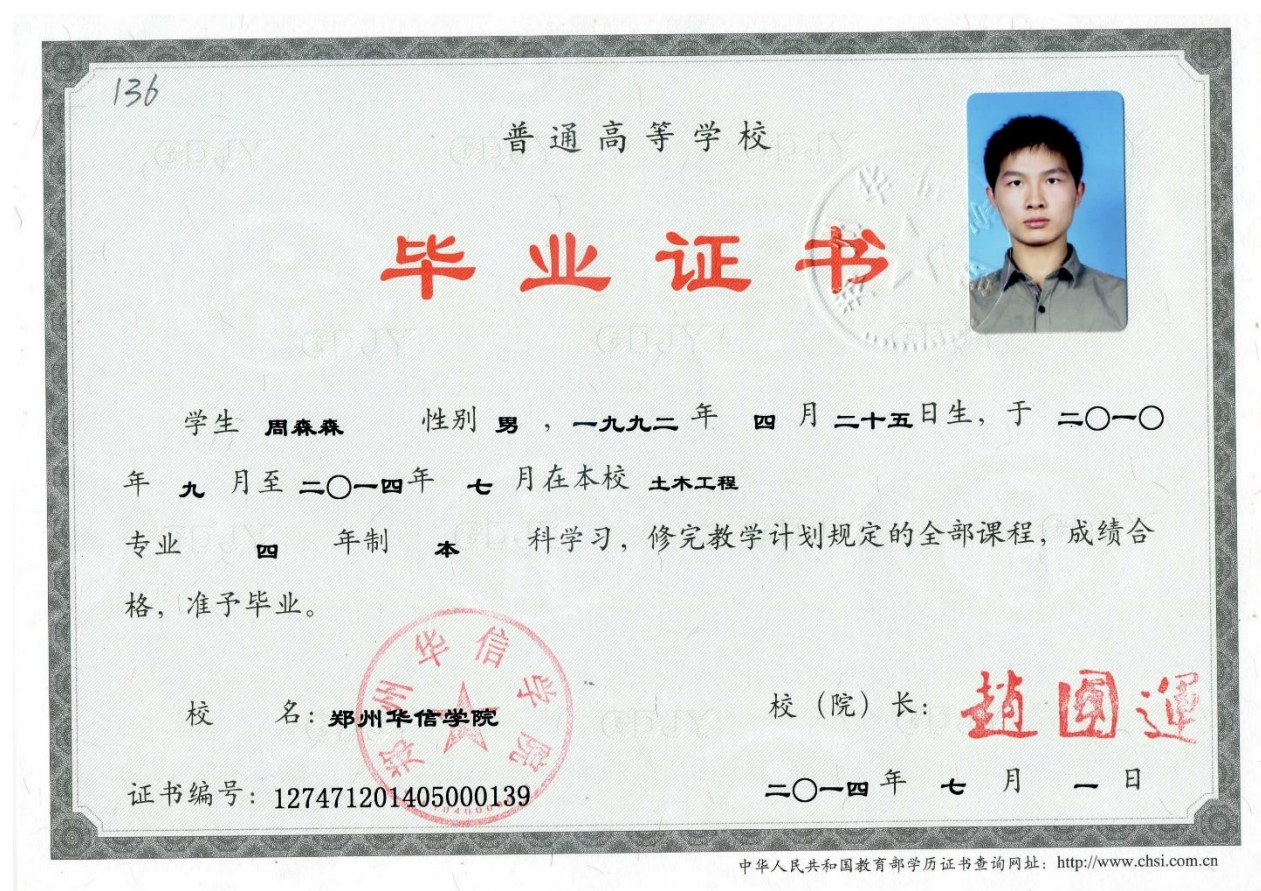 136
普通高等学校
毕业证书
学生 周森森 性别 男 ，一九九二 年 四 月 二十五日生，于 二〇一〇
年 九 月至 二〇一四年 七 月在本校 土木工程
专业 四 年制 本 科学习，修完教学计划规定的全部课程，成绩合
格，准予毕业。
郑州华信学院
校 名：郑州华信学院
校（院）长：趙國運
证书编号：127471201405000139
二〇一四年 七 月 一 日
中华人民共和国教育部学历证书查询网址：http://www.chsi.com.cn